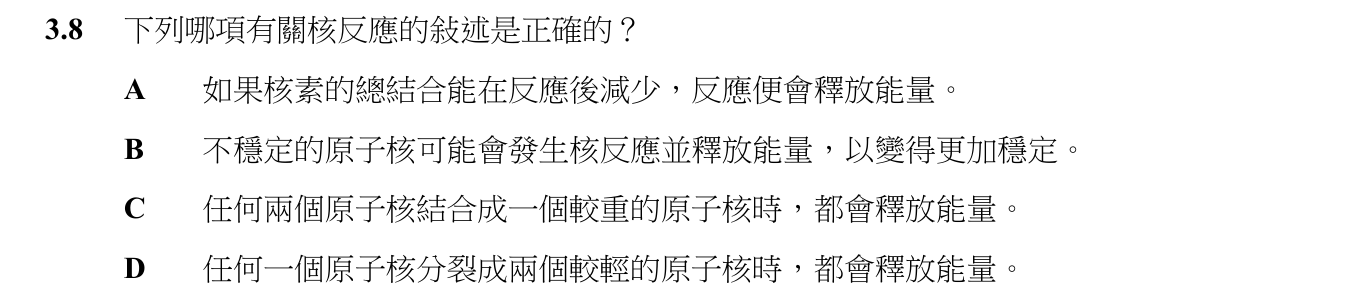 3.8 下列哪項有關核反應的敍述是正確的？
A 如果核素的總結合能在反應後減少，反應便會釋放能量。
B 不穩定的原子核可能會發生核反應並釋放能量，以變得更加穩定。
C 任何兩個原子核結合成一個較重的原子核時，都會釋放能量。
D 任何一個原子核分裂成兩個較輕的原子核時，都會釋放能量。